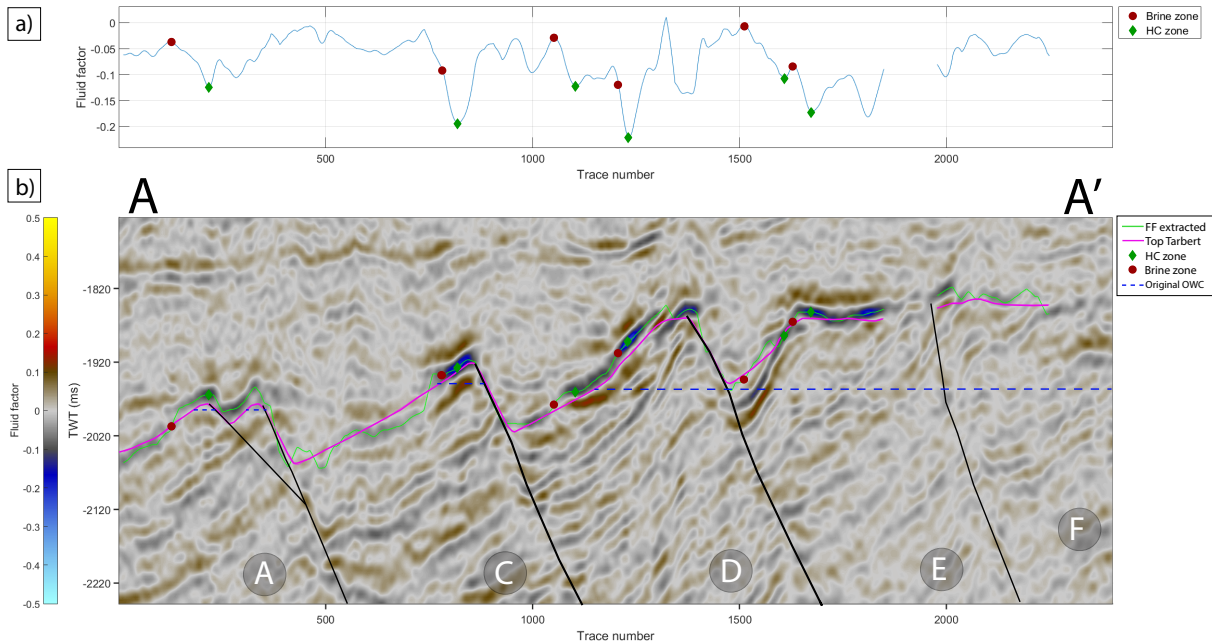 a)
0
-0.05
-0.1
-0.15
-0.2
Fluid factor
500
1000
1500
2000
Trace number
Brine zone
HC zone
b)
A
A′
0.5
0.4
0.3
0.2
0.1
0
-0.1
-0.2
-0.3
-0.4
-0.5
Fluid factor
TWT (ms)
-1820
-1920
-2020
-2120
-2220
FF extracted
Top Tarbert
HC zone
Brine zone
Original OWC
A
C
D
E
F
500
1000
1500
2000
Trace number